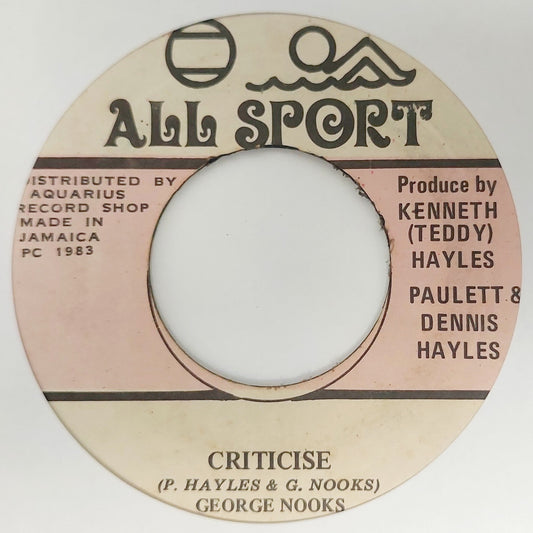 ALL SPORT
DISTRIBUTED BY
AQUARIUS
RECORD SHOP
MADE IN
JAMAICA
PC 1983
Produce by
KENNETH
(TEDDY)
HAYLES
PAULETT &
DENNIS
HAYLES
CRITICISE
(P. HAYLES & G. NOOKS)
GEORGE NOOKS